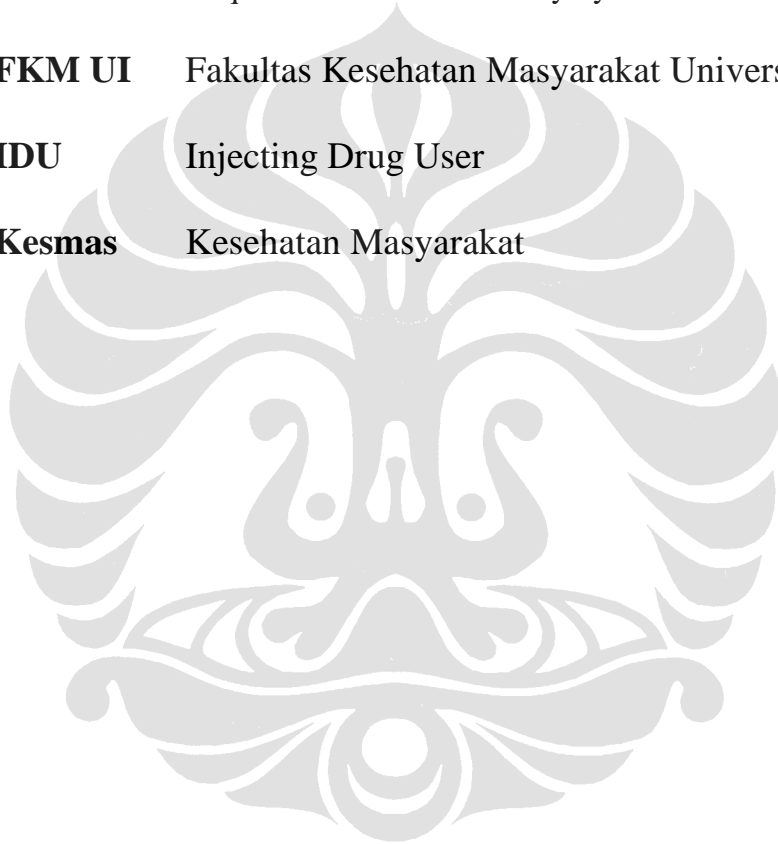 FKM UI Fakultas Kesehatan Masyarakat Univers
IDU Injecting Drug User
Kesmas Kesehatan Masyarakat